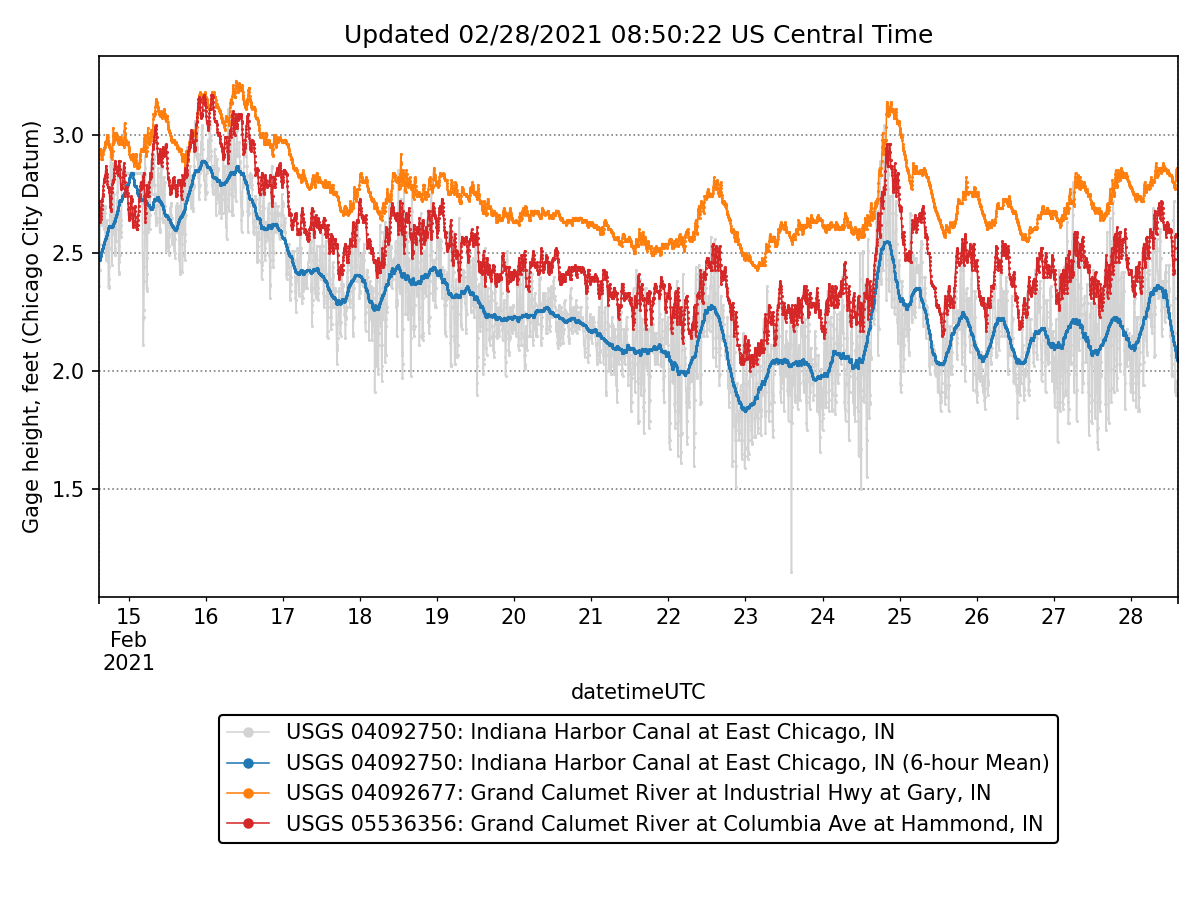 Updated 02/28/2021 08:50:22 US Central Time
Gage height, feet (Chicago City Datum)
3.0
2.5
2.0
1.5
15 16 17 18 19 20 21 22 23 24 25 26 27 28
Feb
2021
datetimeUTC
USGS 04092750: Indiana Harbor Canal at East Chicago, IN
USGS 04092750: Indiana Harbor Canal at East Chicago, IN (6-hour Mean)
USGS 04092677: Grand Calumet River at Industrial Hwy at Gary, IN
USGS 05536356: Grand Calumet River at Columbia Ave at Hammond, IN